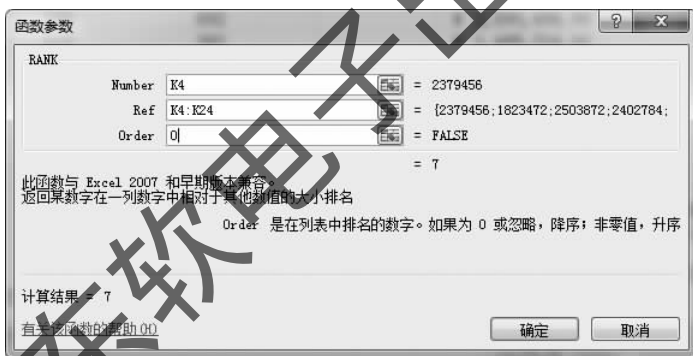 函数参数
RANK
Number K4 = 2379456
Ref K4:K24 = {2379456;1823472;2503872;2402784;
Order 0 = FALSE
= 7
此函数与 Excel 2007 和早期版本兼容。
返回某数字在一列数字中相对于其他数值的大小排名
Order 是在列表中排名的数字。如果为 0 或忽略，降序；非零值，升序
计算结果 = 7
有关该函数的帮助(H)
确定 取消
东软电子